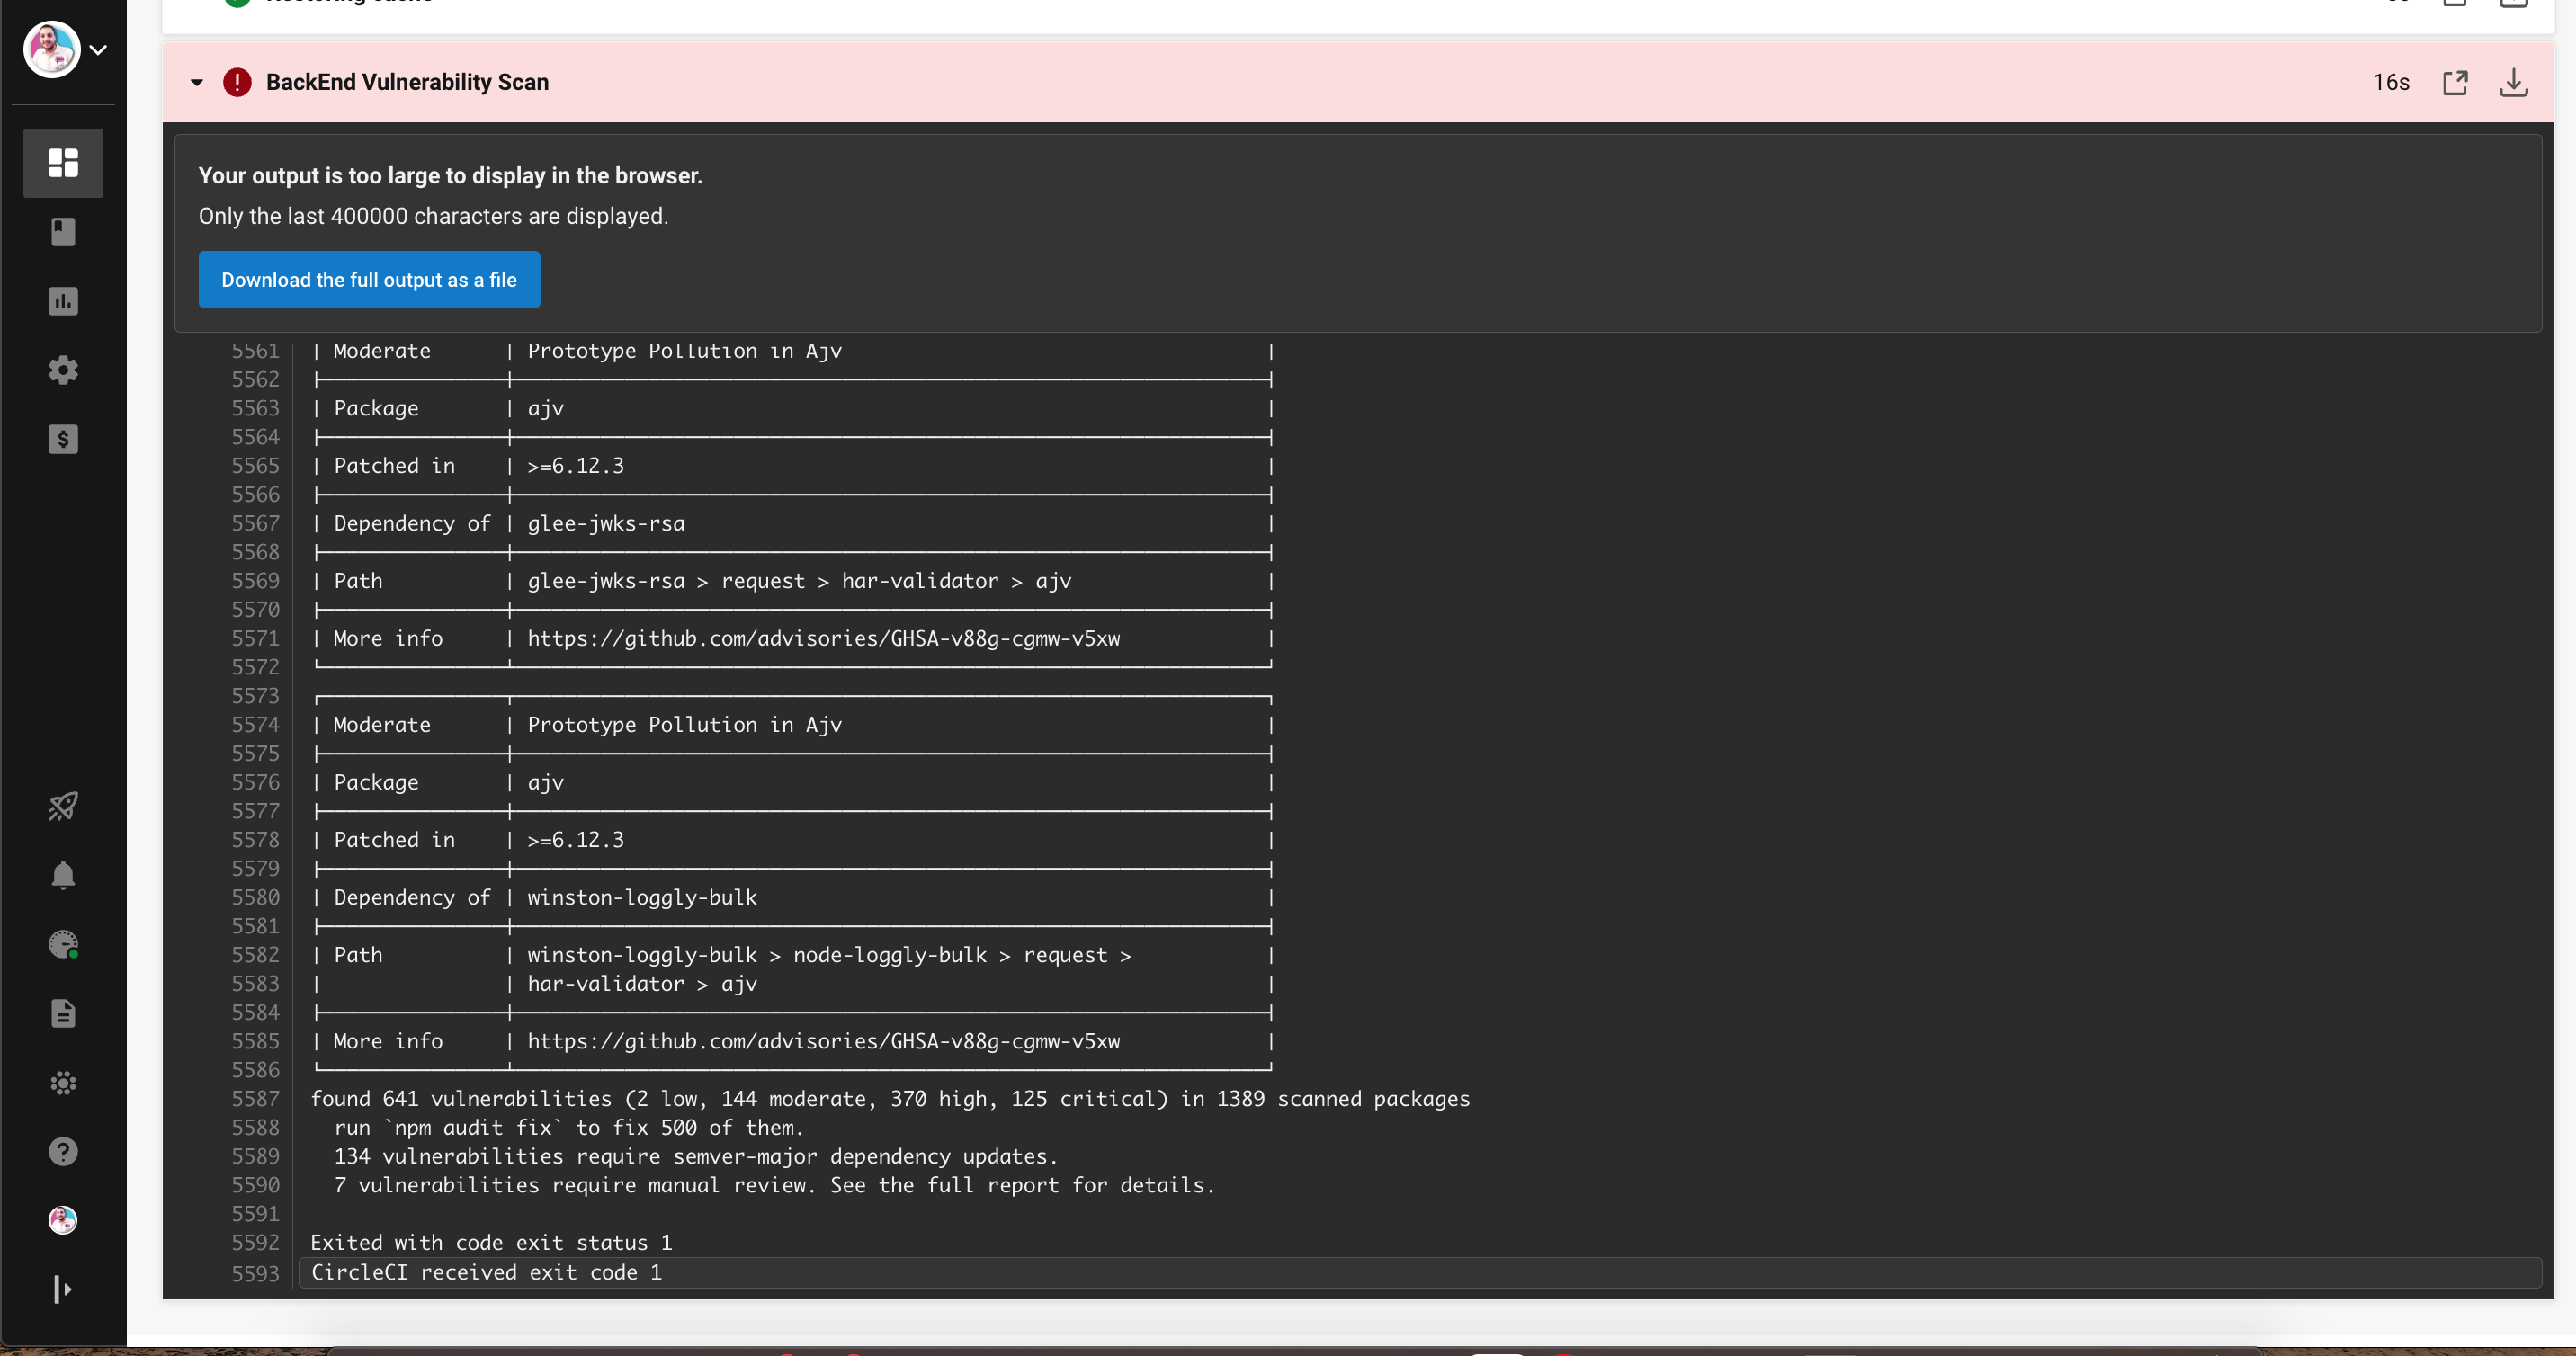 Restoring cache
BackEnd Vulnerability Scan
16s
Your output is too large to display in the browser.
Only the last 400000 characters are displayed.
Download the full output as a file
5561 | Moderate | Prototype Pollution in Ajv |
5562
5563 | Package | ajv |
5564
5565 | Patched in | >=6.12.3 |
5566
5567 | Dependency of | glee-jwks-rsa |
5568
5569 | Path | glee-jwks-rsa > request > har-validator > ajv |
5570
5571 | More info | https://github.com/advisories/GHSA-v88g-cgmw-v5xw |
5572
5573
5574 | Moderate | Prototype Pollution in Ajv |
5575
5576 | Package | ajv |
5577
5578 | Patched in | >=6.12.3 |
5579
5580 | Dependency of | winston-loggly-bulk |
5581
5582 | Path | winston-loggly-bulk > node-loggly-bulk > request > |
5583 | | har-validator > ajv |
5584
5585 | More info | https://github.com/advisories/GHSA-v88g-cgmw-v5xw |
5586
5587 found 641 vulnerabilities (2 low, 144 moderate, 370 high, 125 critical) in 1389 scanned packages
5588 run `npm audit fix` to fix 500 of them.
5589 134 vulnerabilities require semver-major dependency updates.
5590 7 vulnerabilities require manual review. See the full report for details.
5591
5592 Exited with code exit status 1
5593 CircleCI received exit code 1